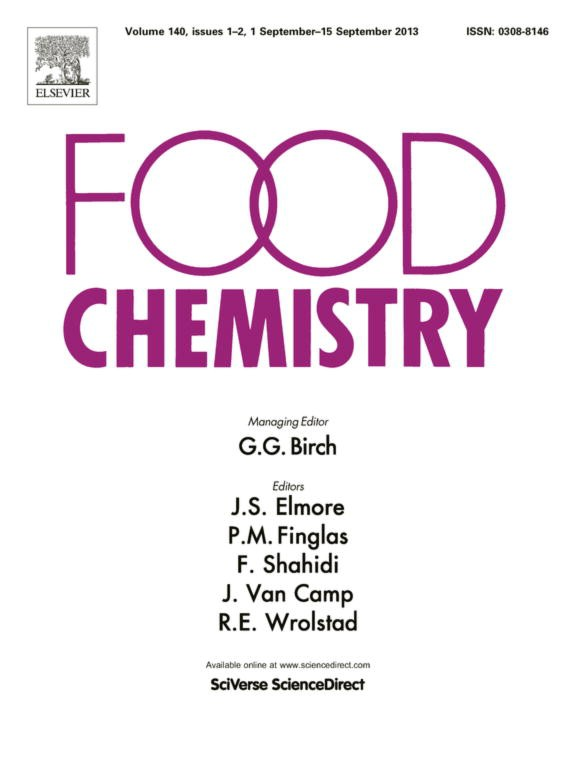 Volume 140, issues 1–2, 1 September–15 September 2013 ISSN: 0308-8146
ELSEVIER
FOOD
CHEMISTRY
Managing Editor
G.G. Birch
Editors
J.S. Elmore
P.M. Finglas
F. Shahidi
J. Van Camp
R.E. Wrolstad
Available online at www.sciencedirect.com
SciVerse ScienceDirect